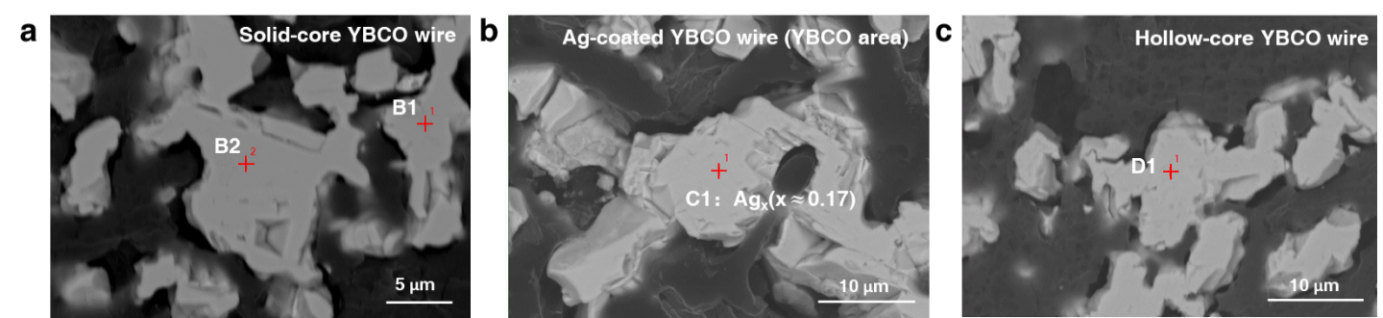 a
Solid-core YBCO wire
B1
1
B2
2
5 μm
b
Ag-coated YBCO wire (YBCO area)
1
C1: Agₓ(x ≈ 0.17)
10 μm
c
Hollow-core YBCO wire
D1
1
10 μm